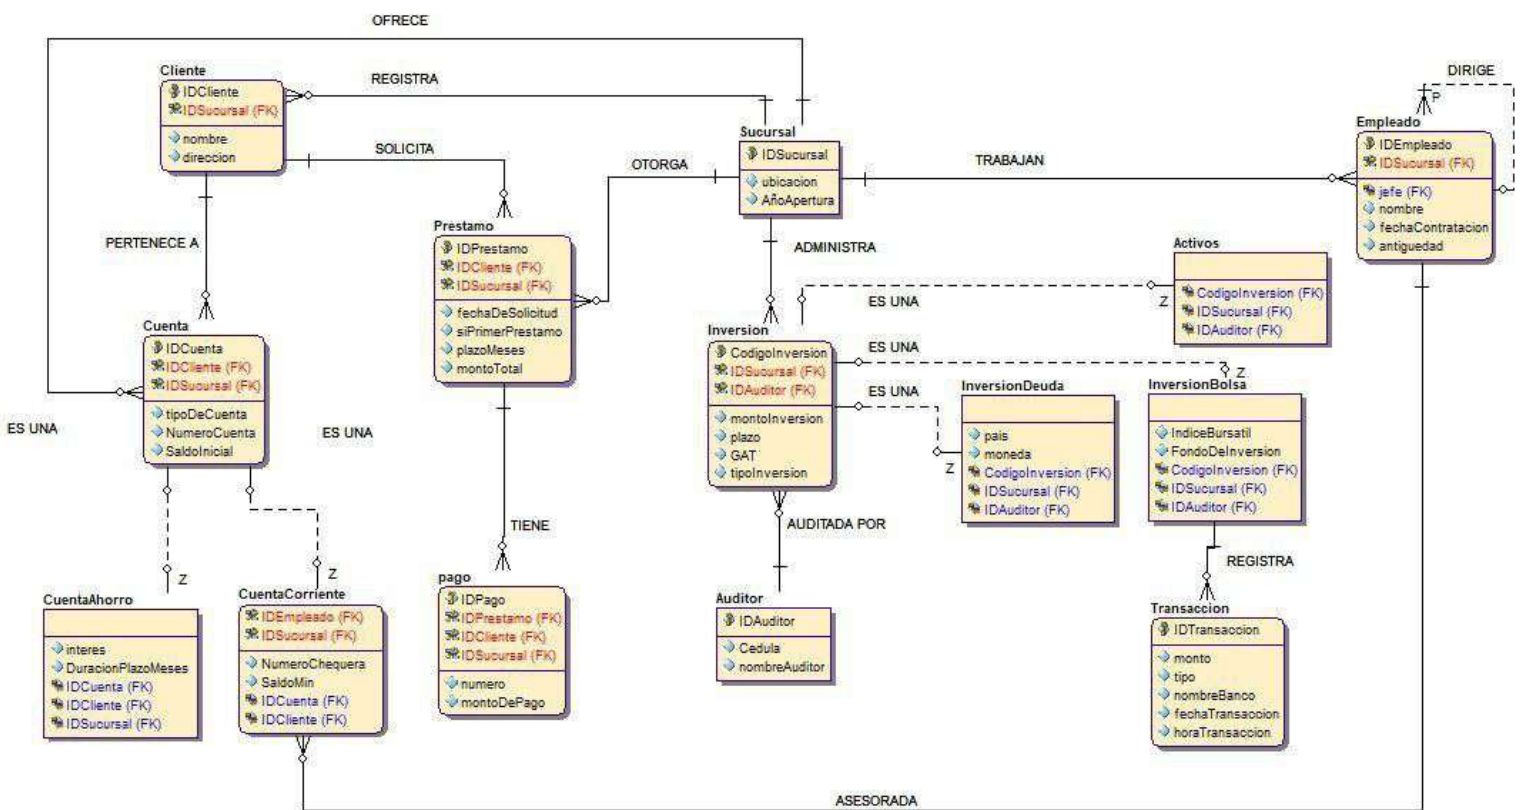 OFRECE
Cliente
IDCliente
IDSucursal (FK)
nombre
direccion
REGISTRA
SOLICITA
PERTENECE A
OTORGA
Sucursal
IDSucursal
ubicacion
AñoApertura
TRABAJAN
DIRIGE
P
Empleado
IDEmpleado
IDSucursal (FK)
jefe (FK)
nombre
fechaContratacion
antiguedad
Prestamo
IDPrestamo
IDCliente (FK)
IDSucursal (FK)
fechaDeSolicitud
siPrimerPrestamo
plazoMeses
montoTotal
ADMINISTRA
Activos
CodigoInversion (FK)
IDSucursal (FK)
IDAuditor (FK)
ES UNA
Z
Cuenta
IDCuenta
IDCliente (FK)
IDSucursal (FK)
tipoDeCuenta
NumeroCuenta
SaldoInicial
ES UNA
ES UNA
Inversion
CodigoInversion
IDSucursal (FK)
IDAuditor (FK)
montoInversion
plazo
GAT
tipoInversion
ES UNA
Z
ES UNA
Z
InversionDeuda
pais
moneda
CodigoInversion (FK)
IDSucursal (FK)
IDAuditor (FK)
InversionBolsa
IndiceBursatil
FondoDeInversion
CodigoInversion (FK)
IDSucursal (FK)
IDAuditor (FK)
TIENE
AUDITADA POR
REGISTRA
Z
Z
CuentaAhorro
interes
DuracionPlazoMeses
IDCuenta (FK)
IDCliente (FK)
IDSucursal (FK)
CuentaCorriente
IDEmpleado (FK)
IDSucursal (FK)
NumeroChequera
SaldoMin
IDCuenta (FK)
IDCliente (FK)
pago
IDPago
IDPrestamo (FK)
IDCliente (FK)
IDSucursal (FK)
numero
montoDePago
Auditor
IDAuditor
Cedula
nombreAuditor
Transaccion
IDTransaccion
monto
tipo
nombreBanco
fechaTransaccion
horaTransaccion
ASESORADA